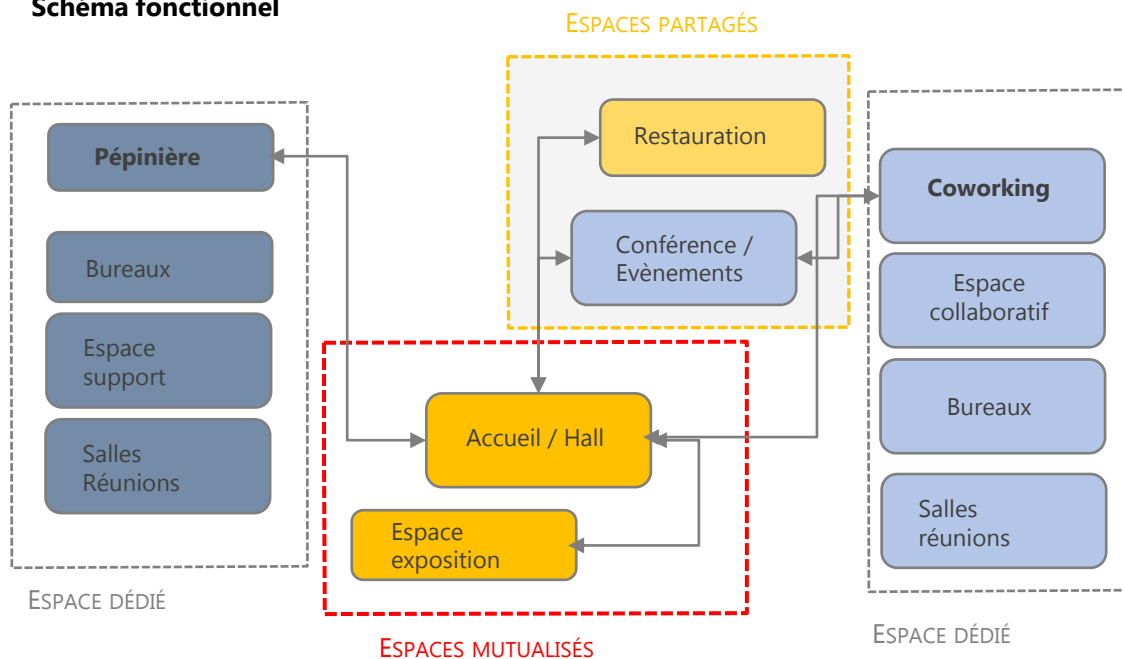 Schéma fonctionnel
ESPACES PARTAGÉS
Restauration
Conférence /
Evènements
Pépinière
Bureaux
Espace
support
Salles
Réunions
ESPACE DÉDIÉ
Accueil / Hall
Espace
exposition
ESPACES MUTUALISÉS
Coworking
Espace
collaboratif
Bureaux
Salles
réunions
ESPACE DÉDIÉ